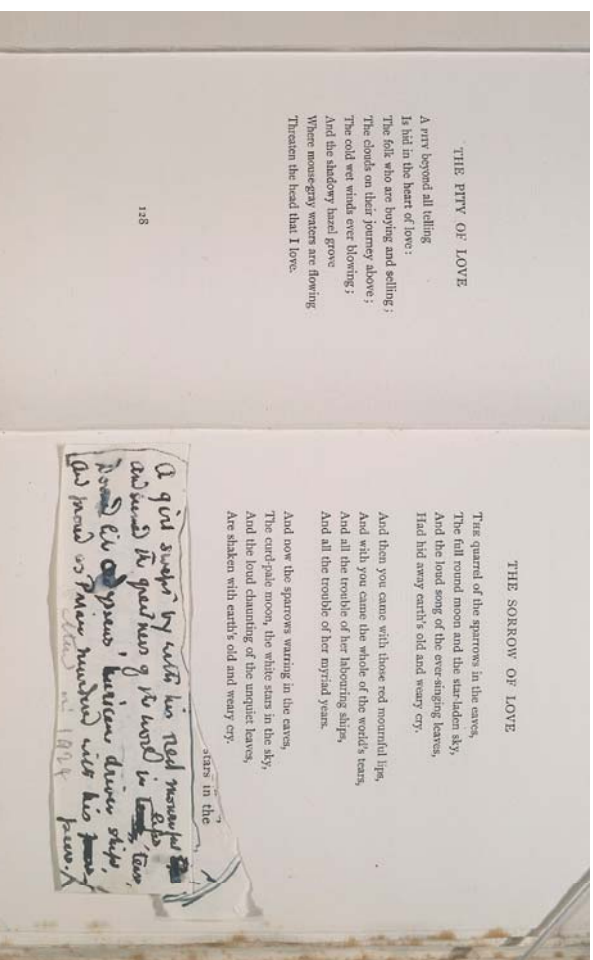 THE PITY OF LOVE
A PITY beyond all telling
Is hid in the heart of love:
The folk who are buying and selling;
The clouds on their journey above;
The cold wet winds ever blowing;
And the shadowy hazel grove
Where mouse-gray waters are flowing
Threaten the head that I love.
128
THE SORROW OF LOVE
THE quarrel of the sparrows in the eaves,
The full round moon and the star-laden sky,
And the loud song of the ever-singing leaves,
Had hid away earth's old and weary cry.
And then you came with those red mournful lips,
And with you came the whole of the world's tears,
And all the trouble of her labouring ships,
And all the trouble of her myriad years.
And now the sparrows warring in the eaves,
The curd-pale moon, the white stars in the sky,
And the loud chaunting of the unquiet leaves,
Are shaken with earth's old and weary cry.
stars in the
A girl swept by with red mournful
lips
and seemed the greatness of the world in tears,
like driven ships,
And proud as Priam murdered with his
peers.
in 1924